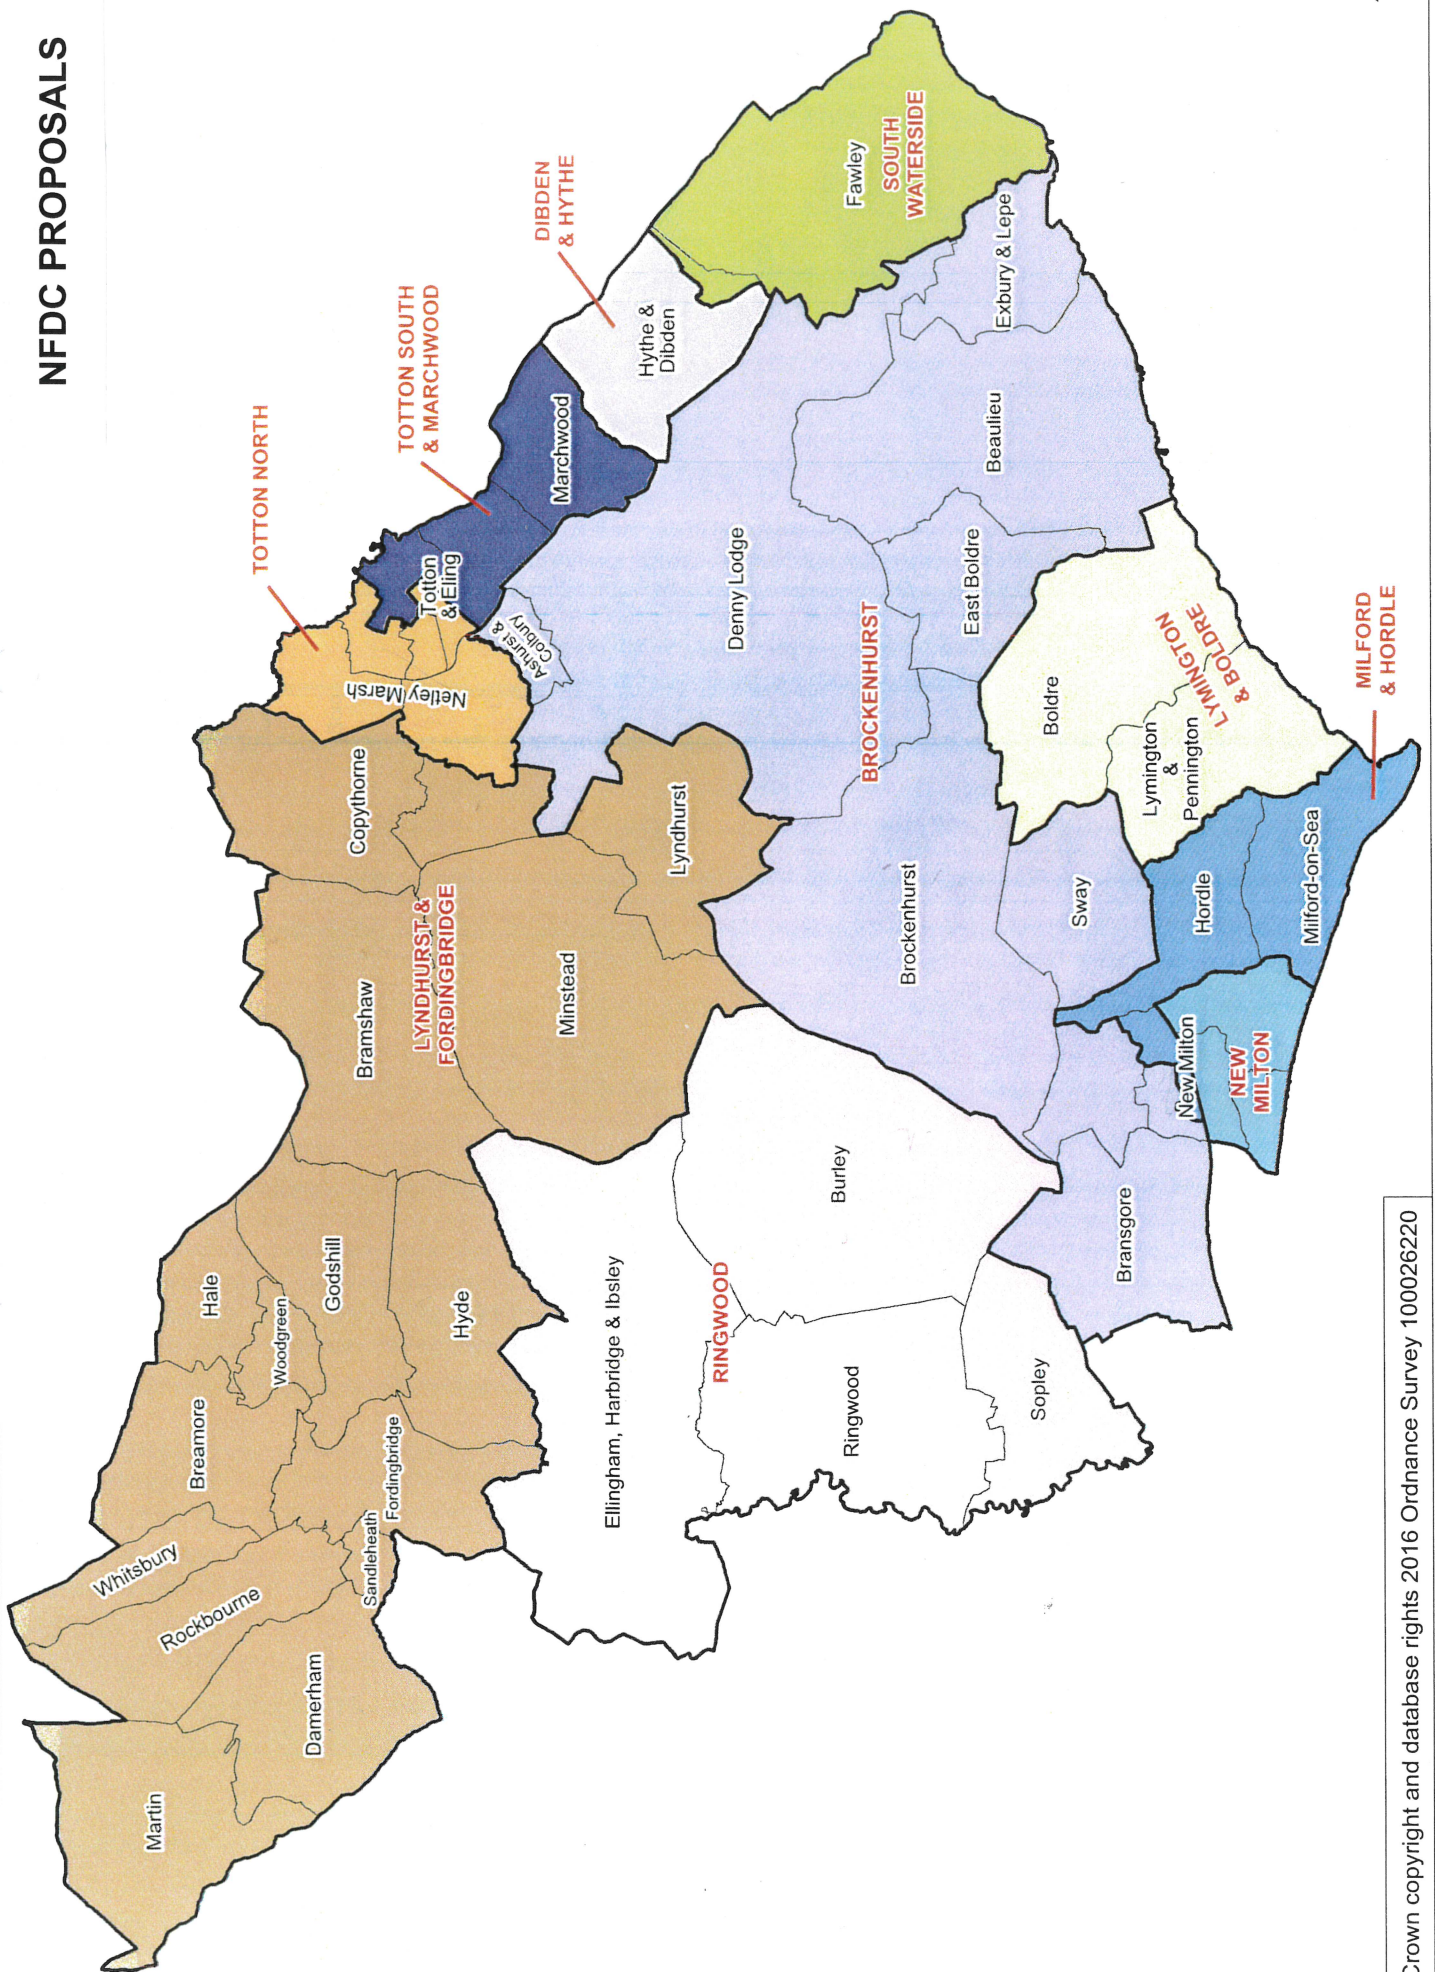 NFDC PROPOSALS
TOTTON NORTH
TOTTON SOUTH
& MARCHWOOD
DIBDEN
& HYTHE
Martin
Whitsbury
Rockbourne
Damerham
Breamore
Hale
Woodgreen
Godshill
Sandleheath
Fordingbridge
Hyde
Bramshaw
Copythorne
LYNDHURST &
FORDINGBRIDGE
Minstead
Lyndhurst
Netley Marsh
Totton
& Eling
Ashurst &
Colbury
Marchwood
Hythe &
Dibden
Fawley
SOUTH
WATERSIDE
Ellingham, Harbridge & Ibsley
RINGWOOD
Ringwood
Burley
Sopley
Denny Lodge
BROCKENHURST
Brockenhurst
East Boldre
Beaulieu
Exbury & Lepe
Bransgore
Sway
Boldre
Lymington
&
Pennington
LYMINGTON
& BOLDRE
New Milton
NEW
MILTON
Hordle
Milford-on-Sea
MILFORD
& HORDLE
Crown copyright and database rights 2016 Ordnance Survey 100026220